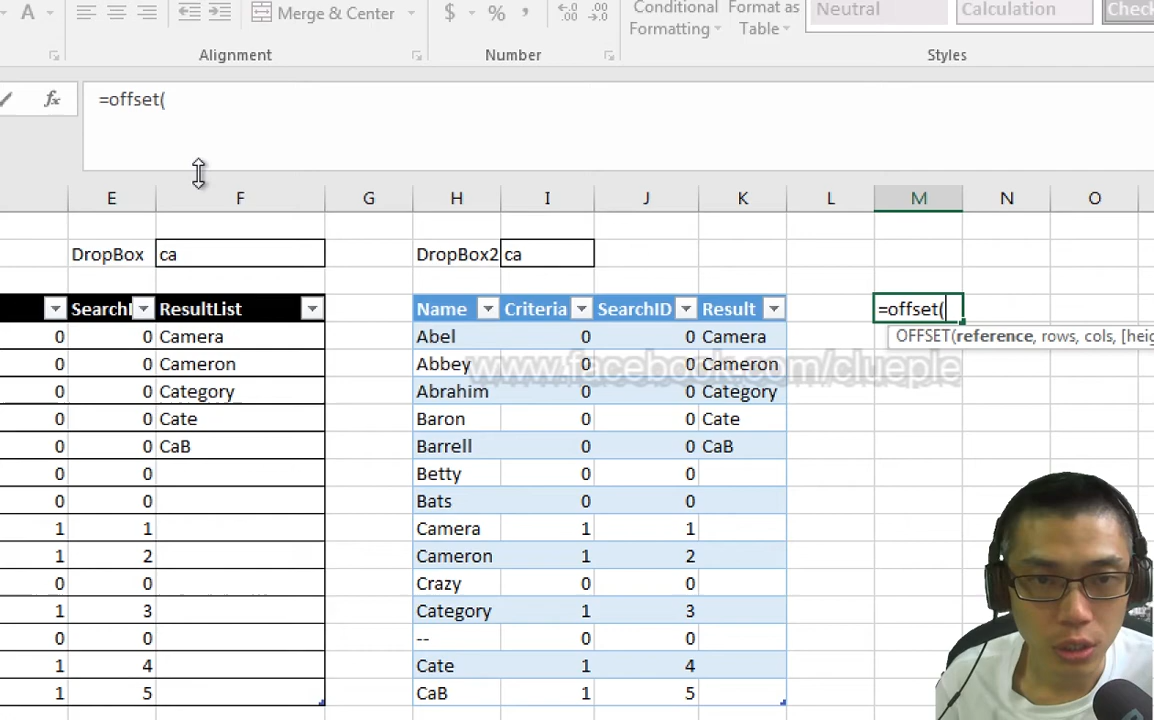 A Merge & Center $ % , .00 .0 Conditional Format as Neutral Calculation Check
Formatting Table
Alignment Number Styles
fx =offset(
E F G H I J K L M N O
DropBox ca DropBox2 ca
SearchI ResultList Name Criteria SearchID Result =offset(
0 0 Camera Abel 0 0 Camera OFFSET(reference, rows, cols, [heig
0 0 Cameron Abbey 0 0 Cameron
www.facebook.com/clueple
0 0 Category Abrahim 0 0 Category
0 0 Cate Baron 0 0 Cate
0 0 CaB Barrell 0 0 CaB
0 0 Betty 0 0
0 0 Bats 0 0
1 1 Camera 1 1
1 2 Cameron 1 2
0 0 Crazy 0 0
1 3 Category 1 3
0 0 -- 0 0
1 4 Cate 1 4
1 5 CaB 1 5